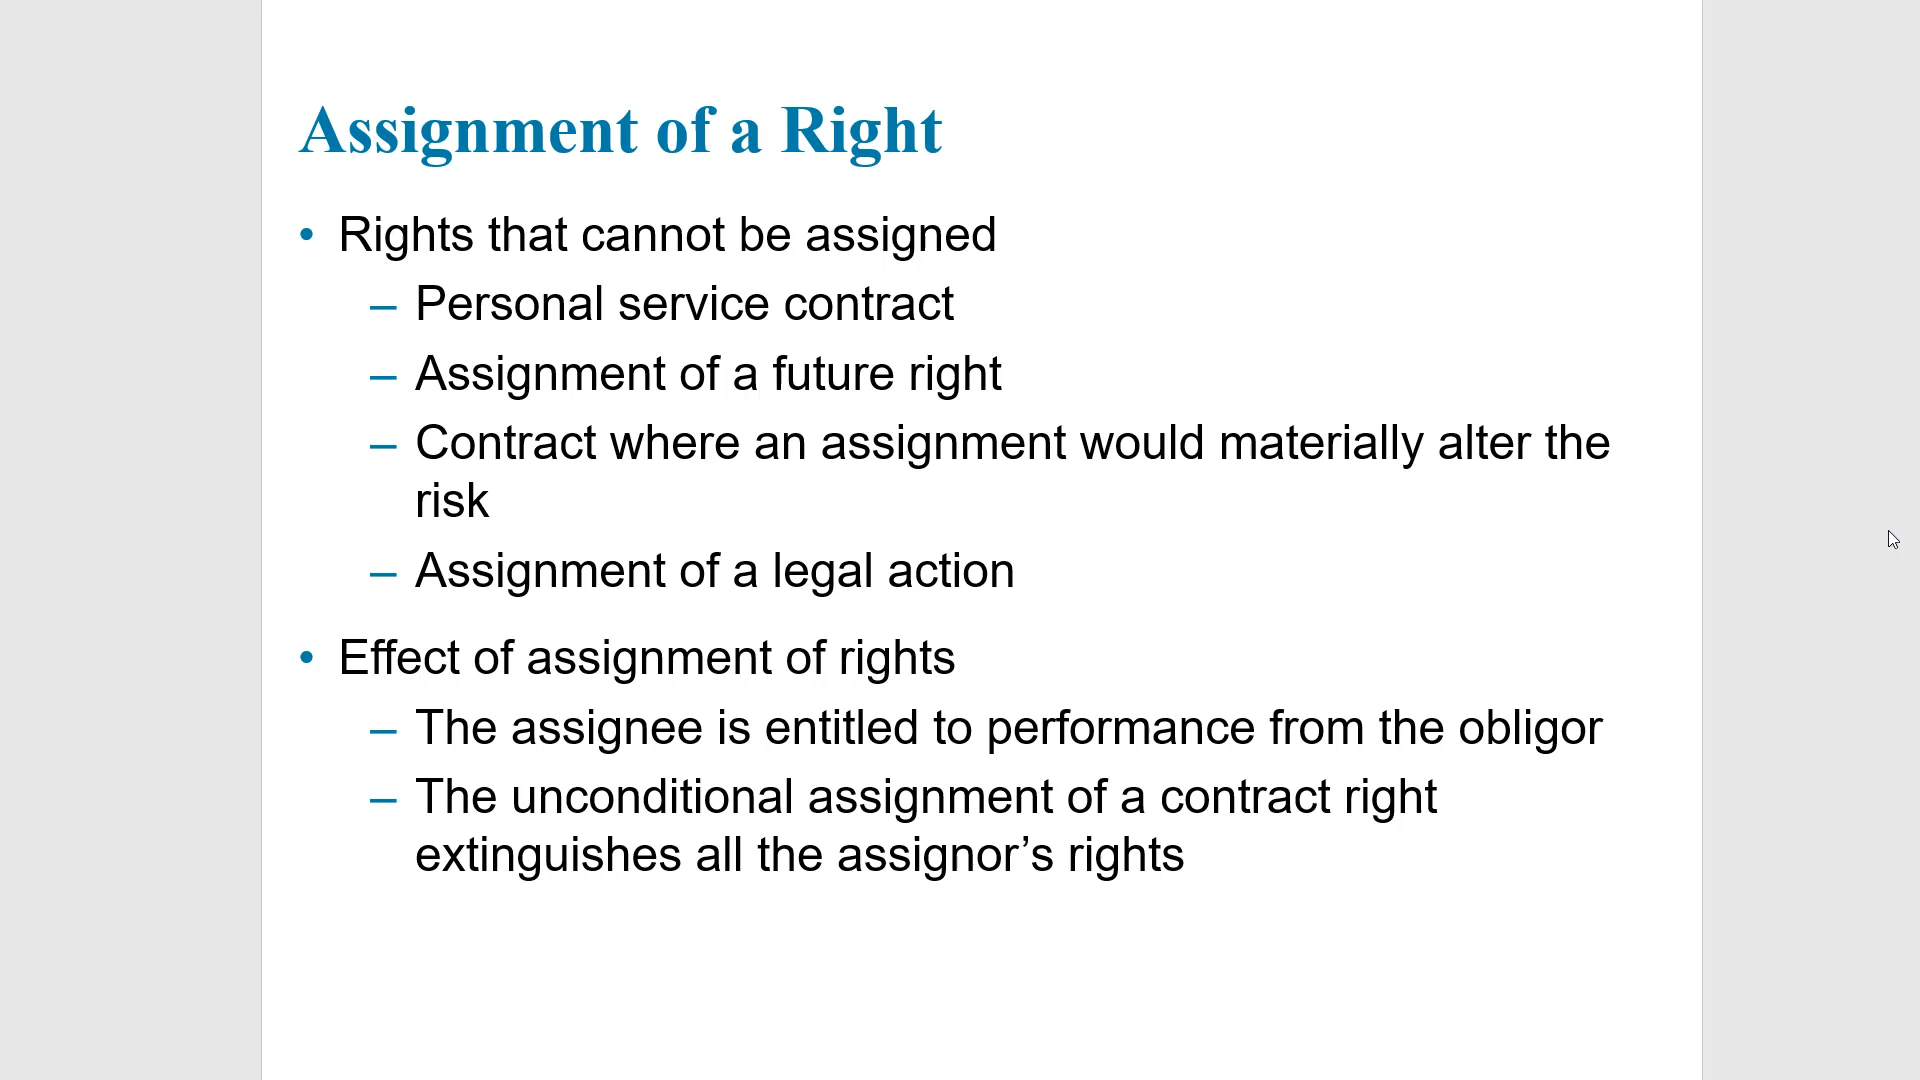 Assignment of a Right
• Rights that cannot be assigned
– Personal service contract
– Assignment of a future right
– Contract where an assignment would materially alter the
risk
– Assignment of a legal action
• Effect of assignment of rights
– The assignee is entitled to performance from the obligor
– The unconditional assignment of a contract right
extinguishes all the assignor’s rights